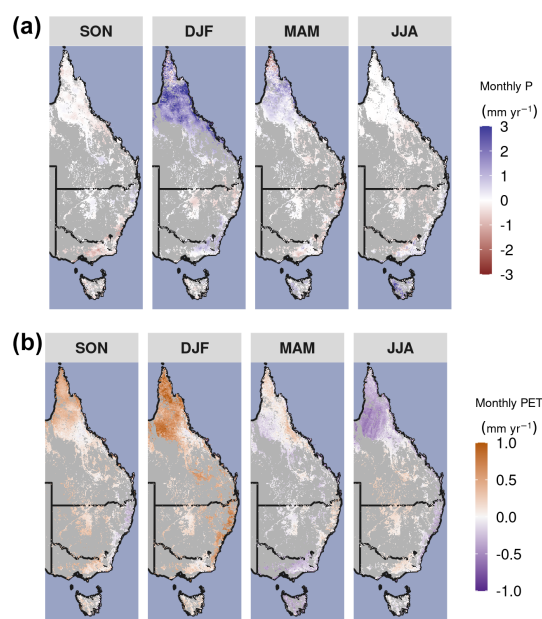 (a)
SON DJF MAM JJA
Monthly P
(mm yr⁻¹)
3
2
1
0
-1
-2
-3
(b)
SON DJF MAM JJA
Monthly PET
(mm yr⁻¹)
1.0
0.5
0.0
-0.5
-1.0